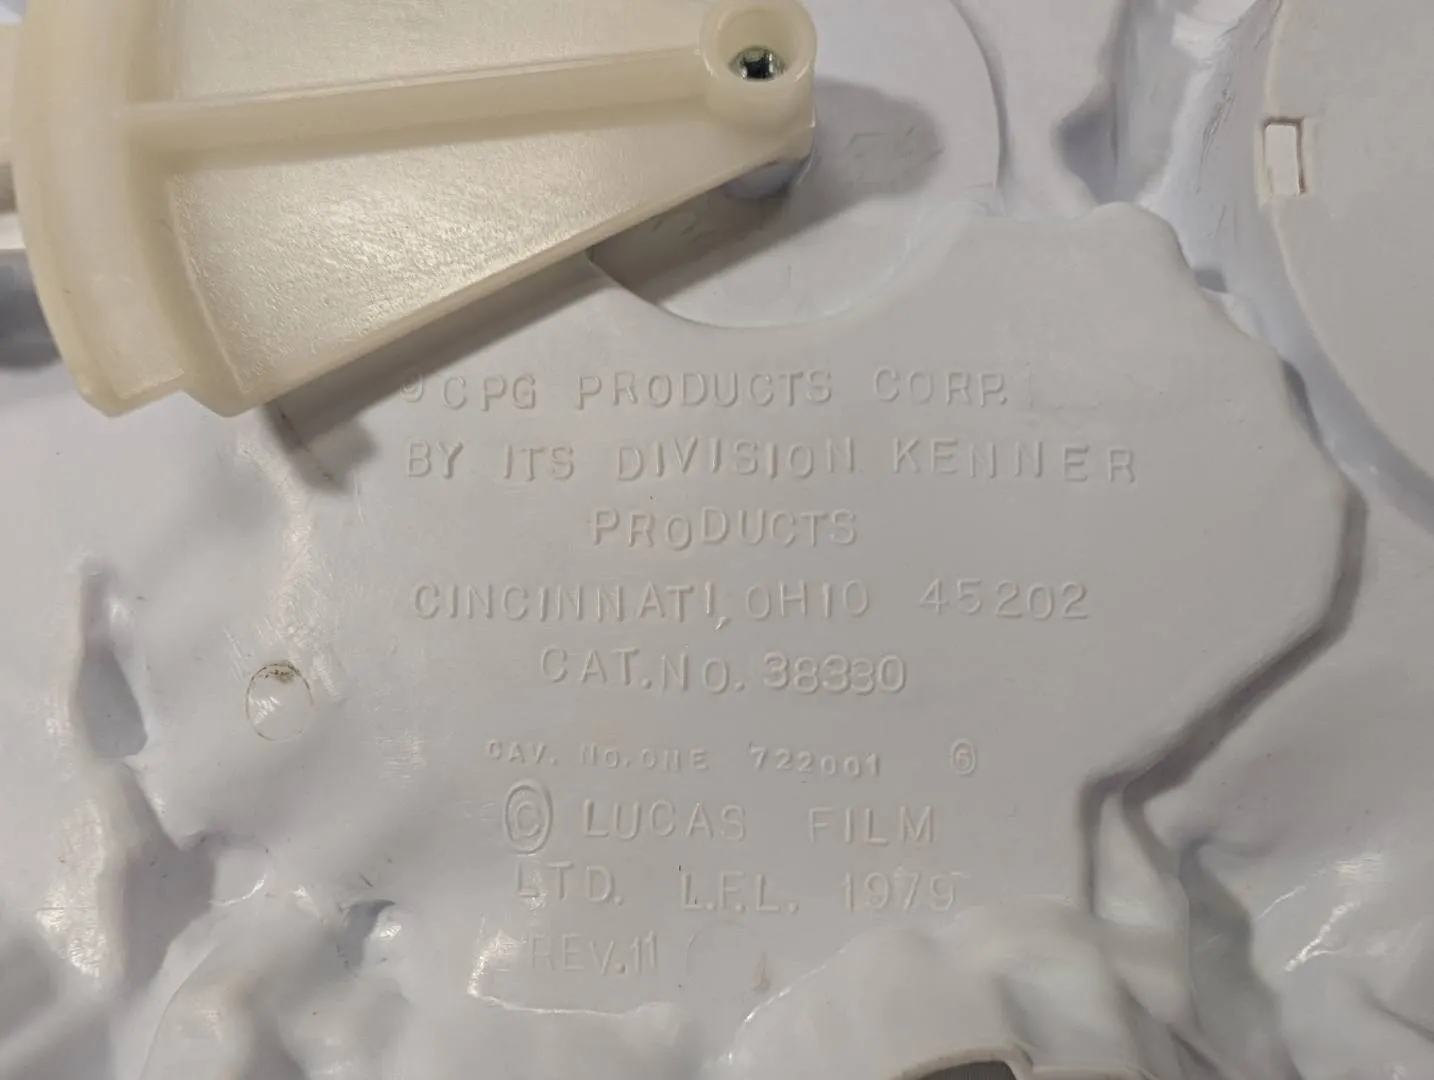 © CPG PRODUCTS CORP.
BY ITS DIVISION KENNER
PRODUCTS
CINCINNATI, OHIO 45202
CAT. NO. 38330
CAV. NO. ONE 722001 6
© LUCAS FILM
LTD. L.F.L. 1979
REV. 11